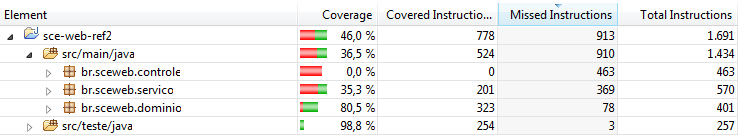 Element Coverage Covered Instructio... Missed Instructions Total Instructions
sce-web-ref2 46,0 % 778 913 1.691
src/main/java 36,5 % 524 910 1.434
br.sceweb.controle 0,0 % 0 463 463
br.sceweb.servico 35,3 % 201 369 570
br.sceweb.dominio 80,5 % 323 78 401
src/teste/java 98,8 % 254 3 257